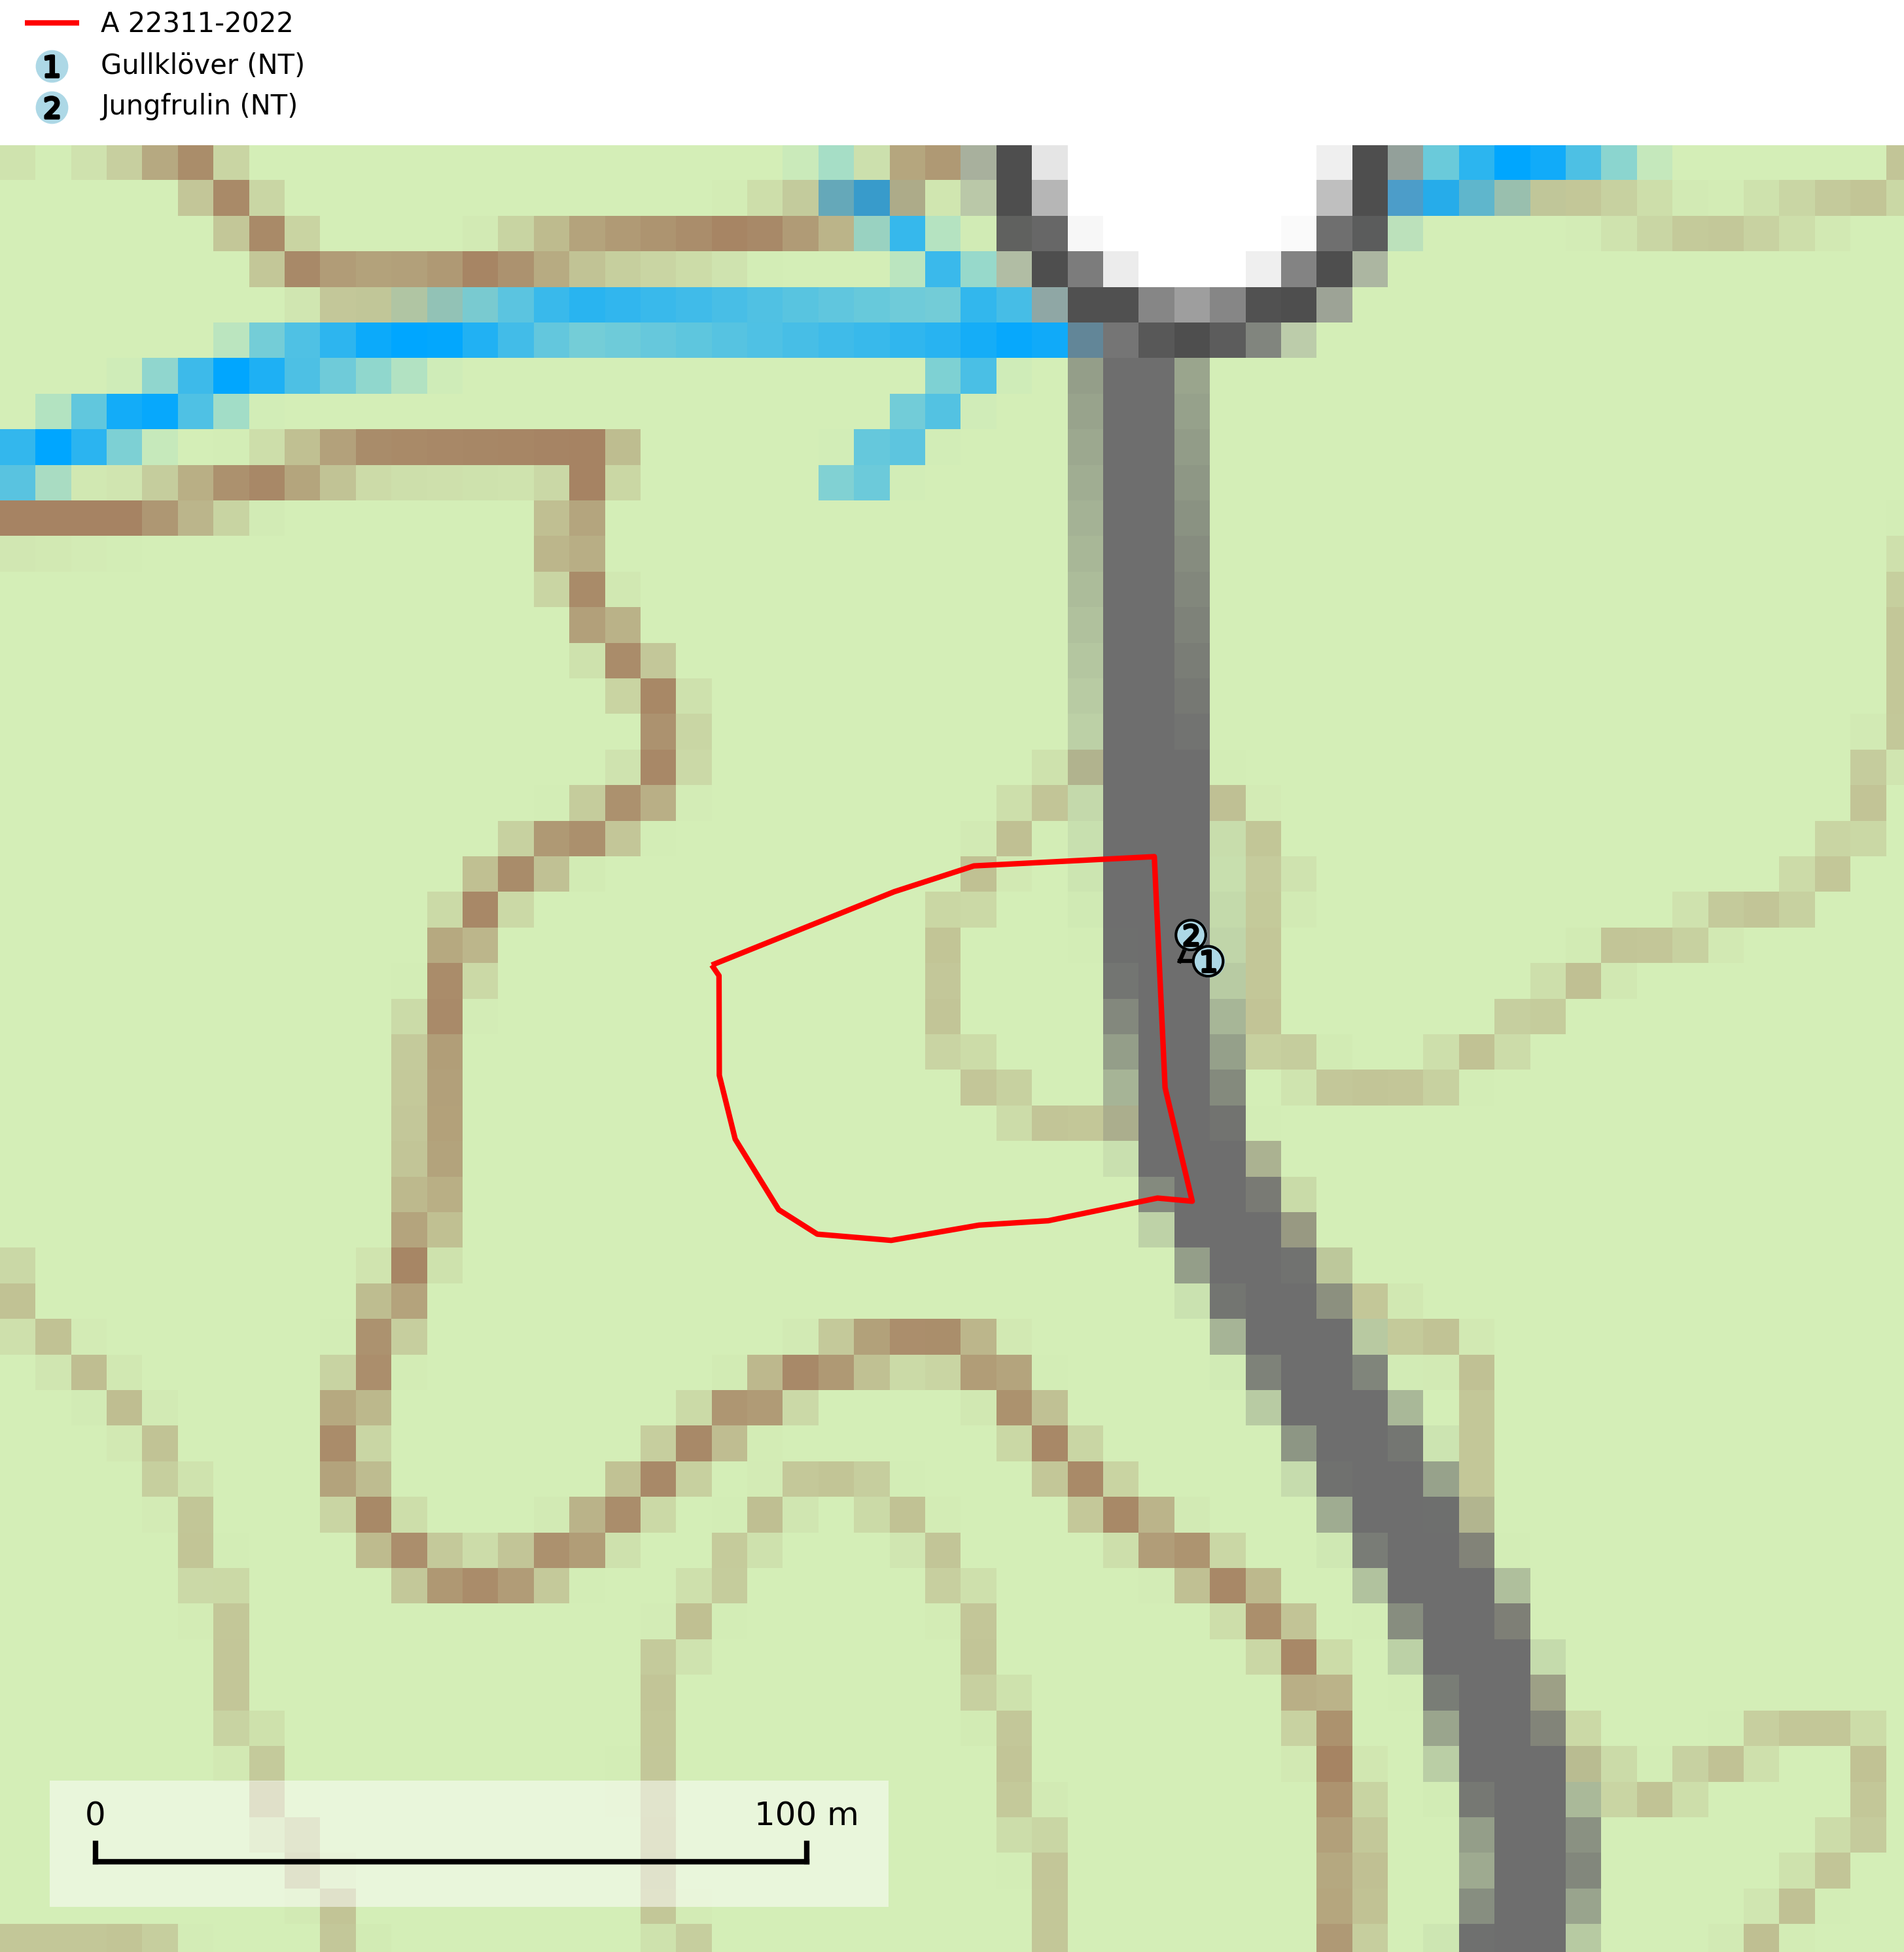 A 22311-2022
1 Gullklöver (NT)
2 Jungfrulin (NT)
2
1
0 100 m